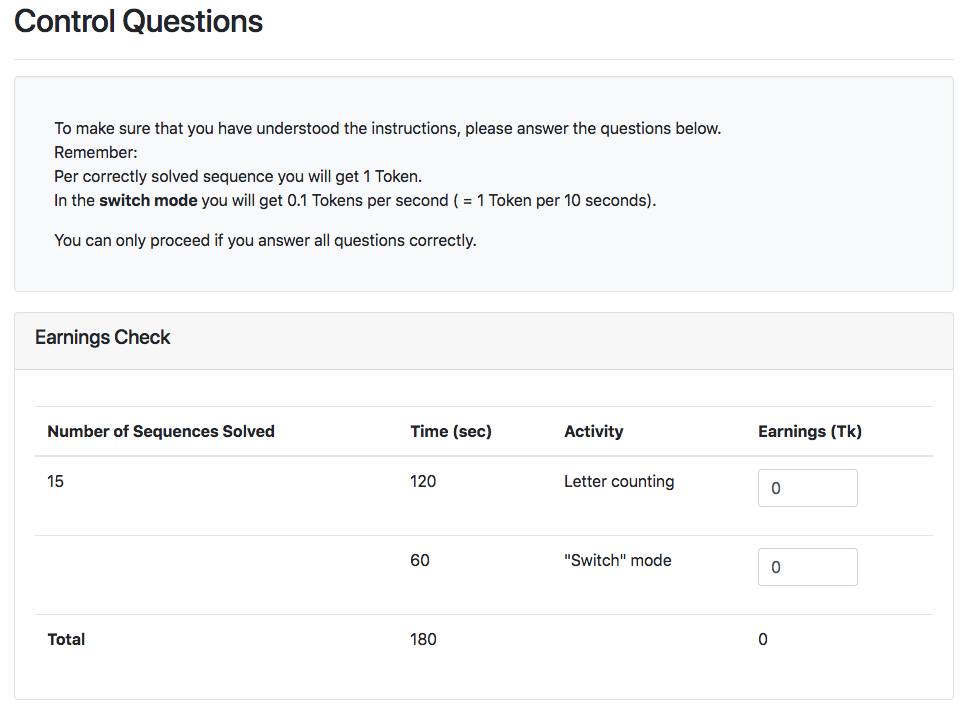 Control Questions
To make sure that you have understood the instructions, please answer the questions below.
Remember:
Per correctly solved sequence you will get 1 Token.
In the switch mode you will get 0.1 Tokens per second ( = 1 Token per 10 seconds).
You can only proceed if you answer all questions correctly.
Earnings Check
Number of Sequences Solved Time (sec) Activity Earnings (Tk)
15 120 Letter counting 0
60 "Switch" mode 0
Total 180 0